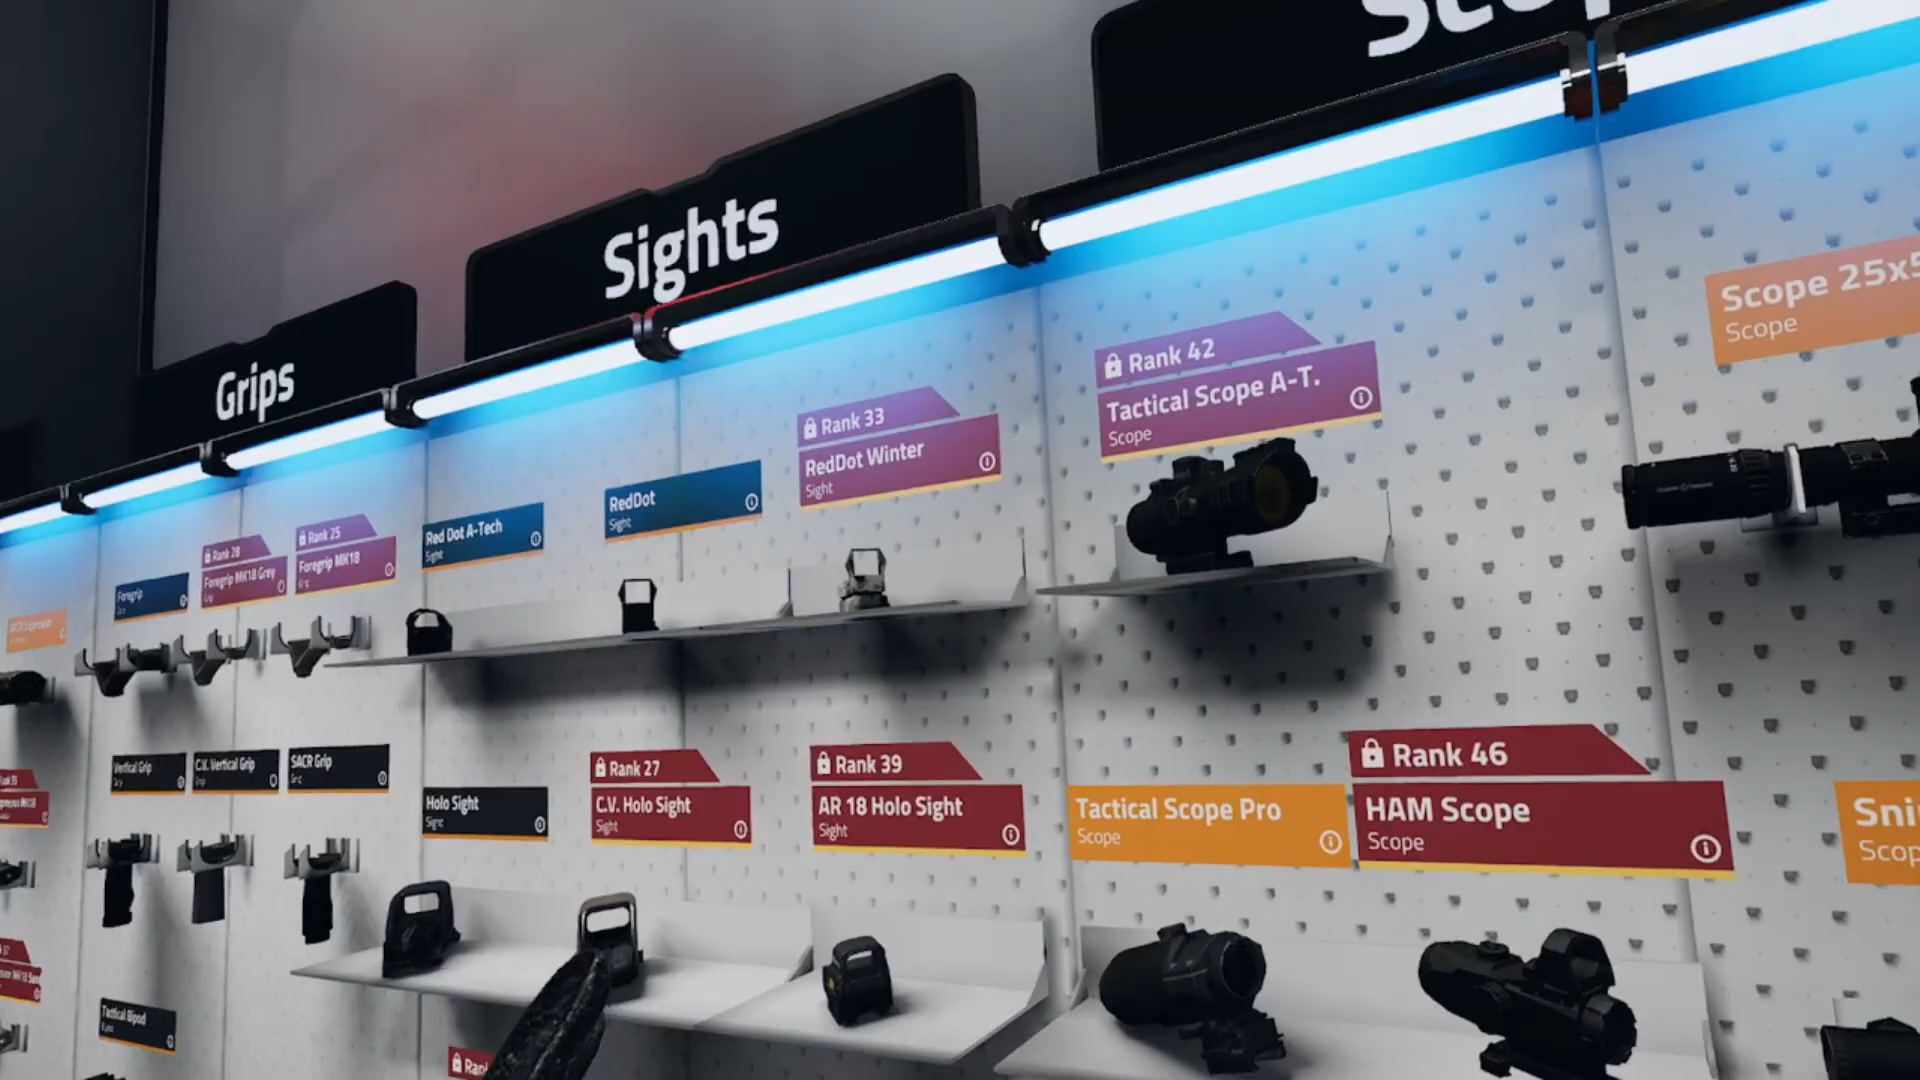 Sights
Grips
Scope 25x5
Scope
Rank 42
Tactical Scope A-T.
Scope
Rank 33
RedDot Winter
Sight
RedDot
Sight
Red Dot A-Tech
Sight
Rank 25
Foregrip MK18
Rank 28
Foregrip MK18 Grey
Foregrip
Vertical Grip
C.V. Vertical Grip
SACR Grip
Holo Sight
Sight
Rank 27
C.V. Holo Sight
Sight
Rank 39
AR 18 Holo Sight
Sight
Tactical Scope Pro
Scope
Rank 46
HAM Scope
Scope
Tactical Bipod